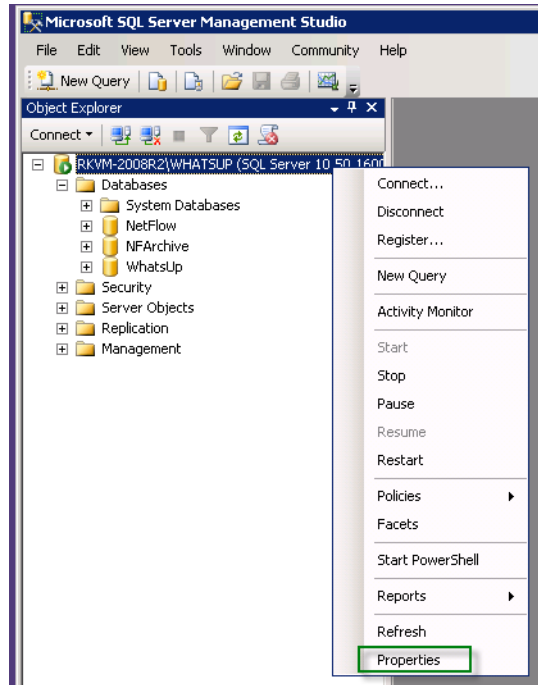 Microsoft SQL Server Management Studio
File Edit View Tools Window Community Help
New Query
Object Explorer
Connect
RKVM-2008R2\WHATSUP (SQL Server 10.50.1600
Databases
System Databases
NetFlow
NFArchive
WhatsUp
Security
Server Objects
Replication
Management
Connect...
Disconnect
Register...
New Query
Activity Monitor
Start
Stop
Pause
Resume
Restart
Policies
Facets
Start PowerShell
Reports
Refresh
Properties